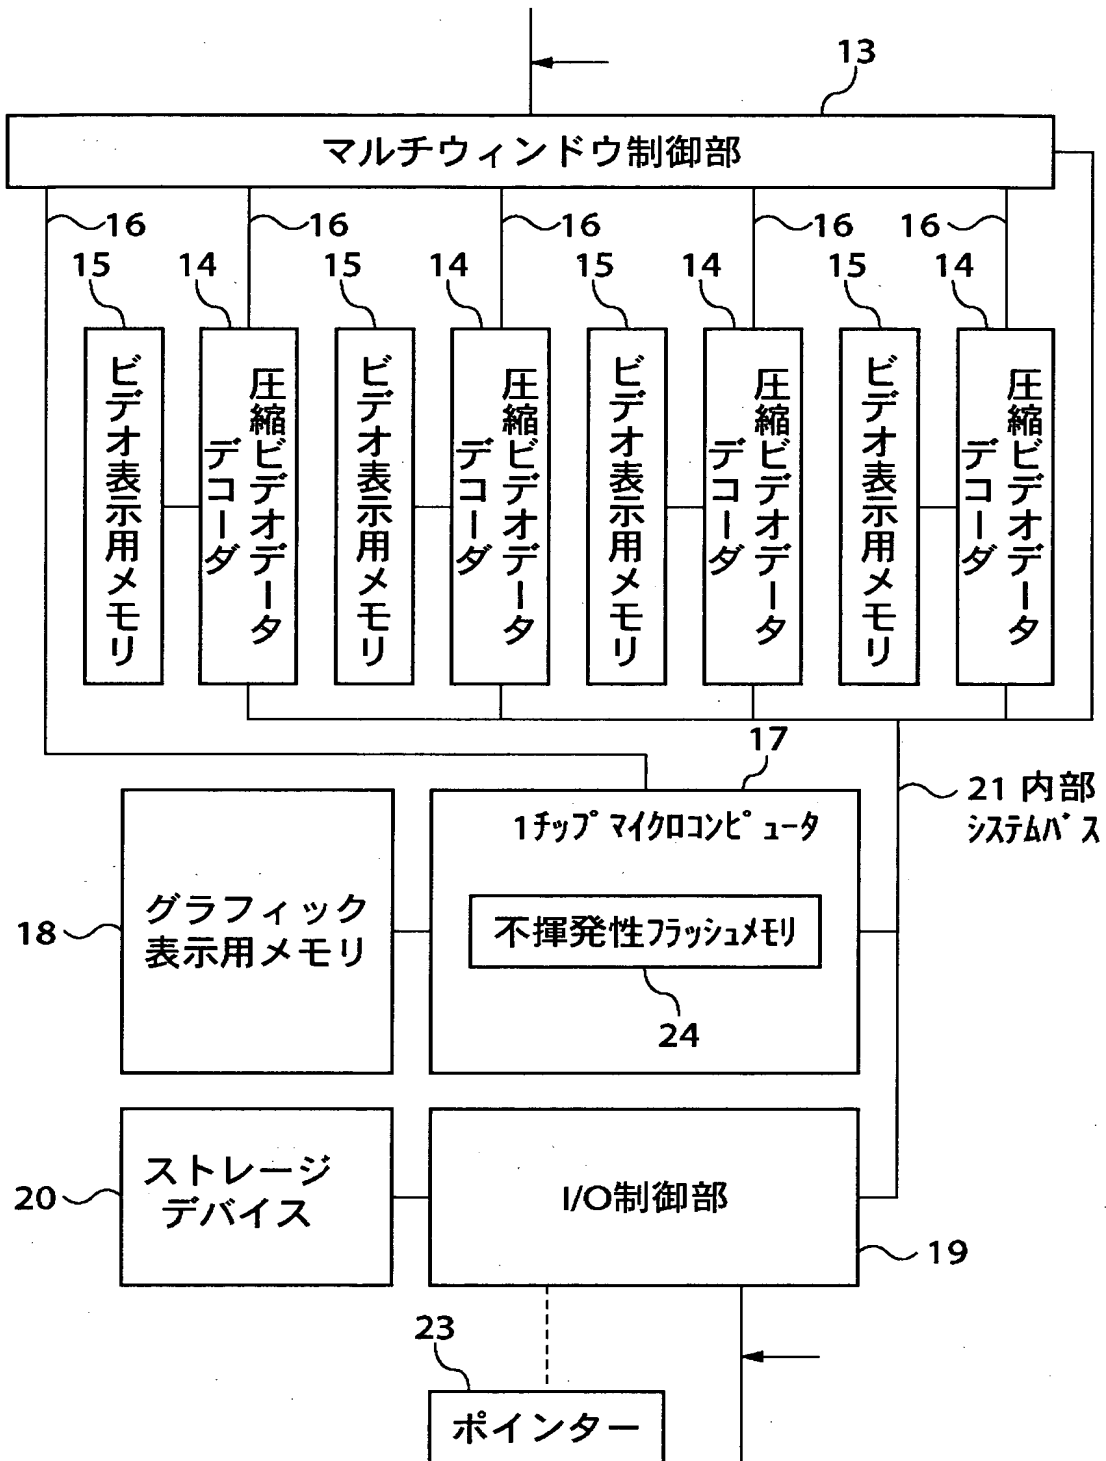 13
マルチウィンドウ制御部
16
16
16
16
16
15
14
15
14
15
14
15
14
ビデオ表示用メモリ
圧縮ビデオデータ
デコーダ
ビデオ表示用メモリ
圧縮ビデオデータ
デコーダ
ビデオ表示用メモリ
圧縮ビデオデータ
デコーダ
ビデオ表示用メモリ
圧縮ビデオデータ
デコーダ
17
21 内部
システムバス
1チップマイクロコンピュータ
不揮発性フラッシュメモリ
24
18
グラフィック
表示用メモリ
20
ストレージ
デバイス
I/O制御部
19
23
ポインター